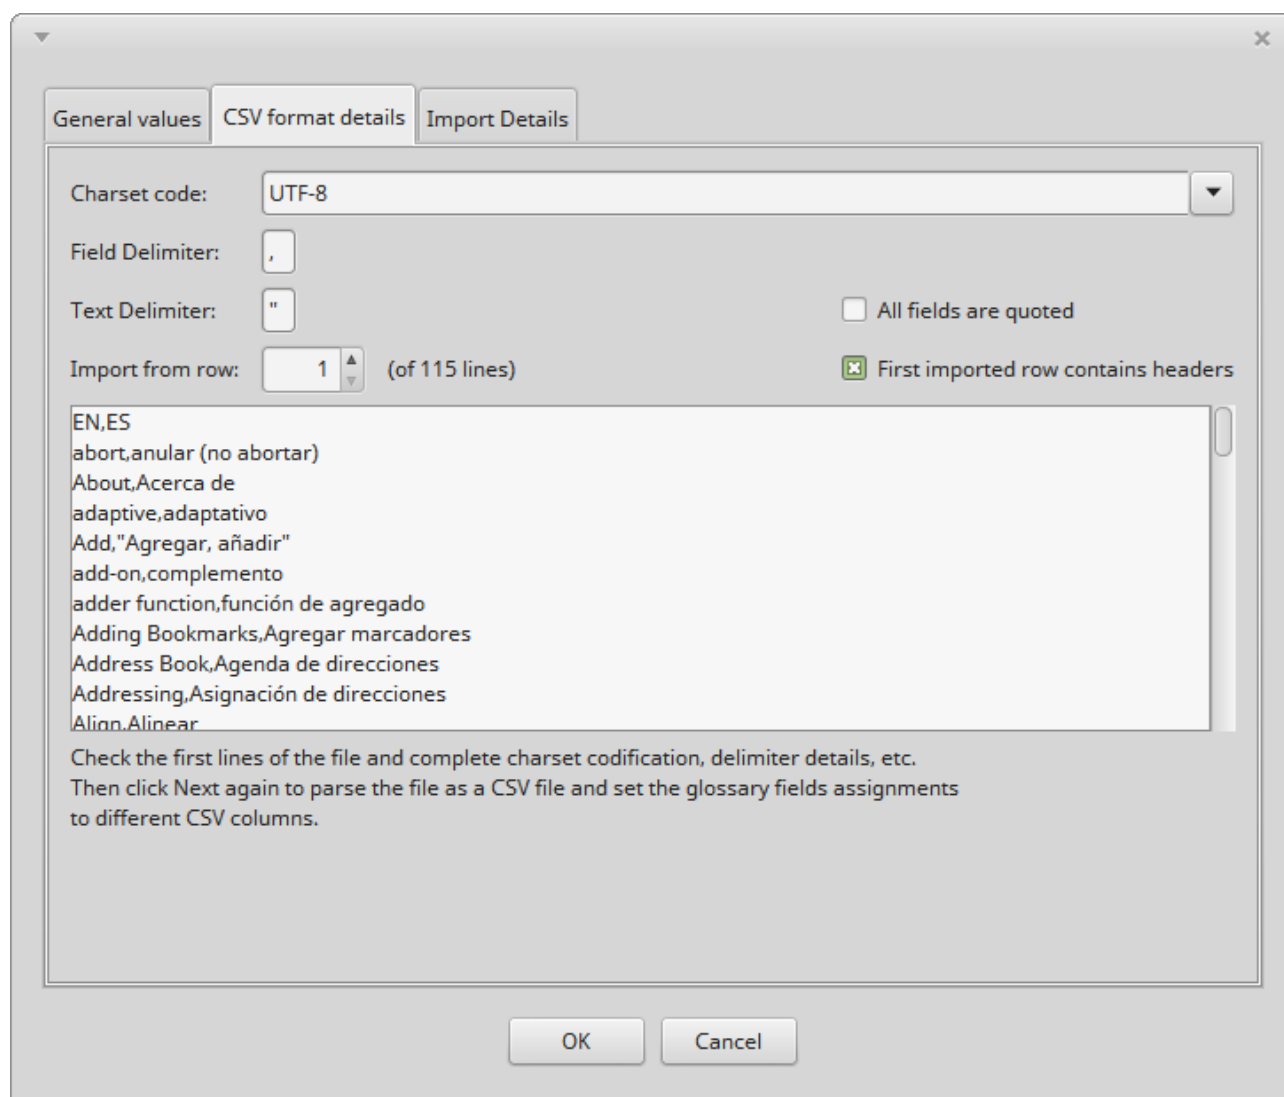 General values CSV format details Import Details
Charset code: UTF-8
Field Delimiter: ,
Text Delimiter: " All fields are quoted
Import from row: 1 (of 115 lines) First imported row contains headers
EN,ES
abort,anular (no abortar)
About,Acerca de
adaptive,adaptativo
Add,"Agregar, añadir"
add-on,complemento
adder function,función de agregado
Adding Bookmarks,Agregar marcadores
Address Book,Agenda de direcciones
Addressing,Asignación de direcciones
Align,Alinear
Check the first lines of the file and complete charset codification, delimiter details, etc.
Then click Next again to parse the file as a CSV file and set the glossary fields assignments
to different CSV columns.
OK Cancel